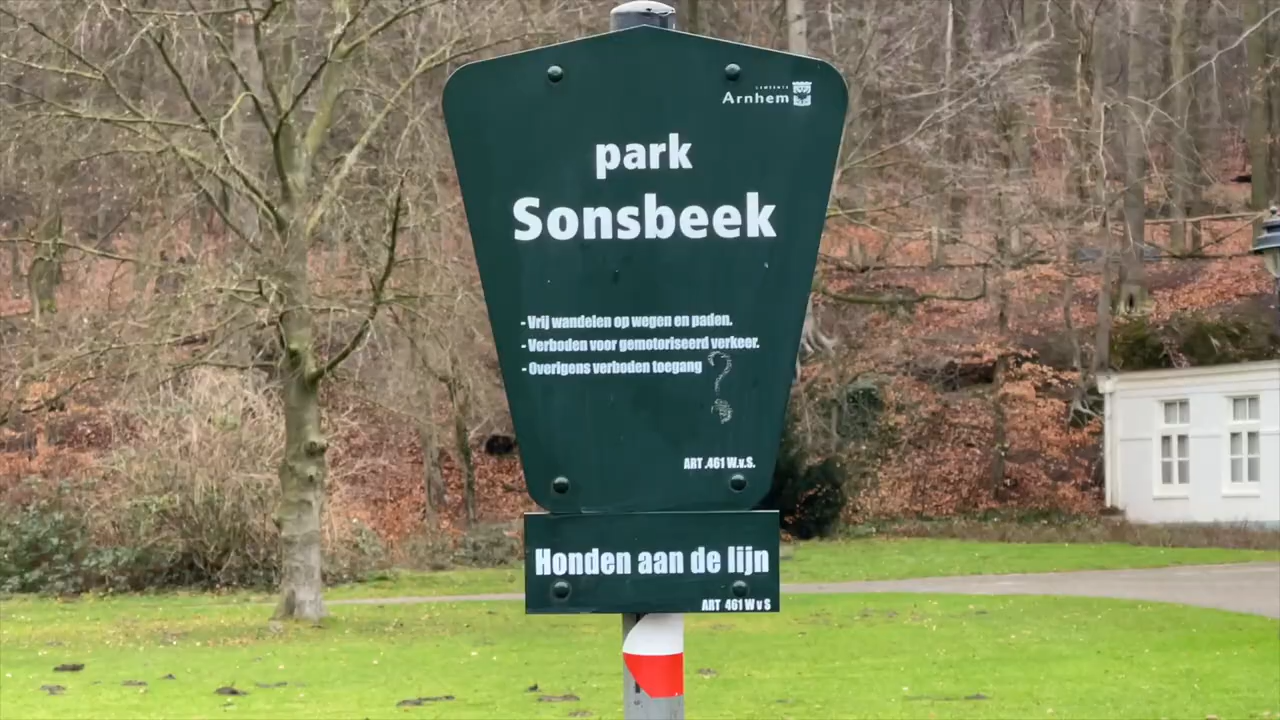 GEMEENTE
Arnhem
park
Sonsbeek
- Vrij wandelen op wegen en paden.
- Verboden voor gemotoriseerd verkeer.
- Overigens verboden toegang ?
ART .461 W.v.S.
Honden aan de lijn
ART 461 W v S